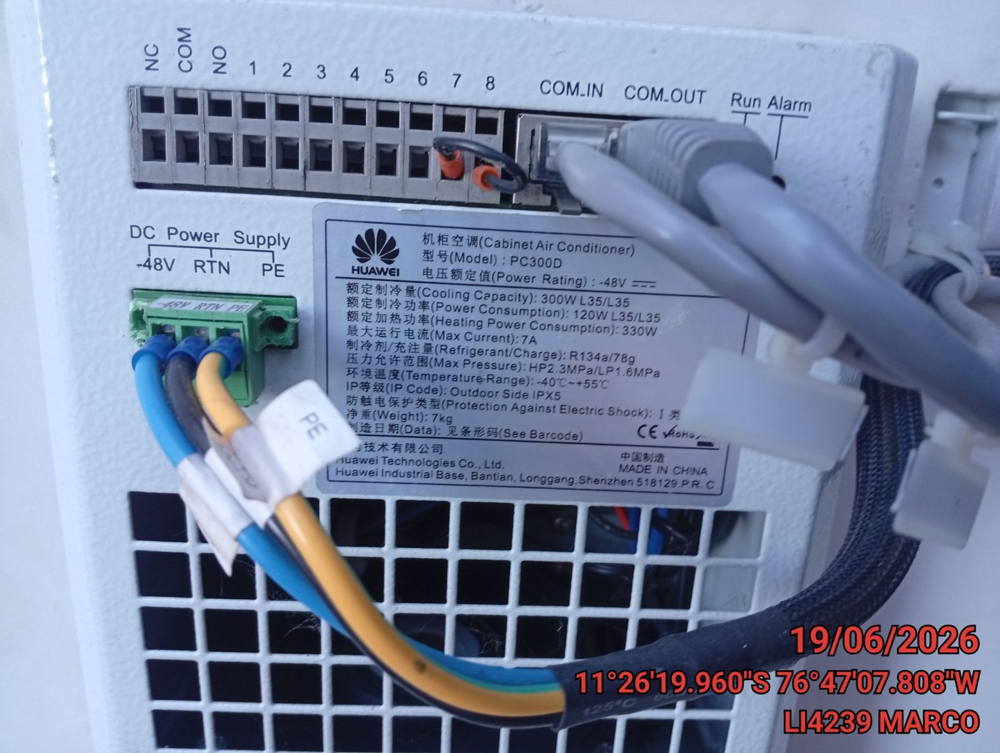 NC COM NO 1 2 3 4 5 6 7 8
COM_IN COM_OUT Run Alarm
DC Power Supply
-48V RTN PE
-48V RTN PE
HUAWEI
机柜空调(Cabinet Air Conditioner)
型号(Model) : PC300D
电压额定值(Power Rating) : -48V
额定制冷量(Cooling Capacity): 300W L35/L35
额定制冷功率(Power Consumption): 120W L35/L35
额定加热功率(Heating Power Consumption): 330W
最大运行电流(Max Current): 7A
制冷剂/充注量(Refrigerant/Charge): R134a/78g
压力允许范围(Max Pressure): HP2.3MPa/LP1.6MPa
环境温度(Temperature Range): -40℃~+55℃
IP等级(IP Code): Outdoor Side IPX5
防触电保护类型(Protection Against Electric Shock): I 类
净重(Weight): 7kg
造日期(Data): 见条形码(See Barcode)
CE RoHS
技术有限公司
Huawei Technologies Co., Ltd.
Huawei Industrial Base, Bantian, Longgang,Shenzhen 518129,P.R. C
中国制造
MADE IN CHINA
PE
RTN
125℃
19/06/2026
11°26'19.960"S 76°47'07.808"W
LI4239 MARCO